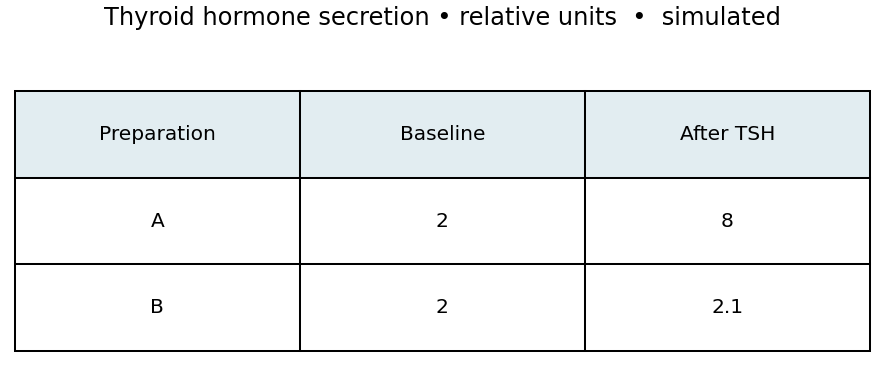 Thyroid hormone secretion • relative units • simulated
Preparation Baseline After TSH
A 2 8
B 2 2.1